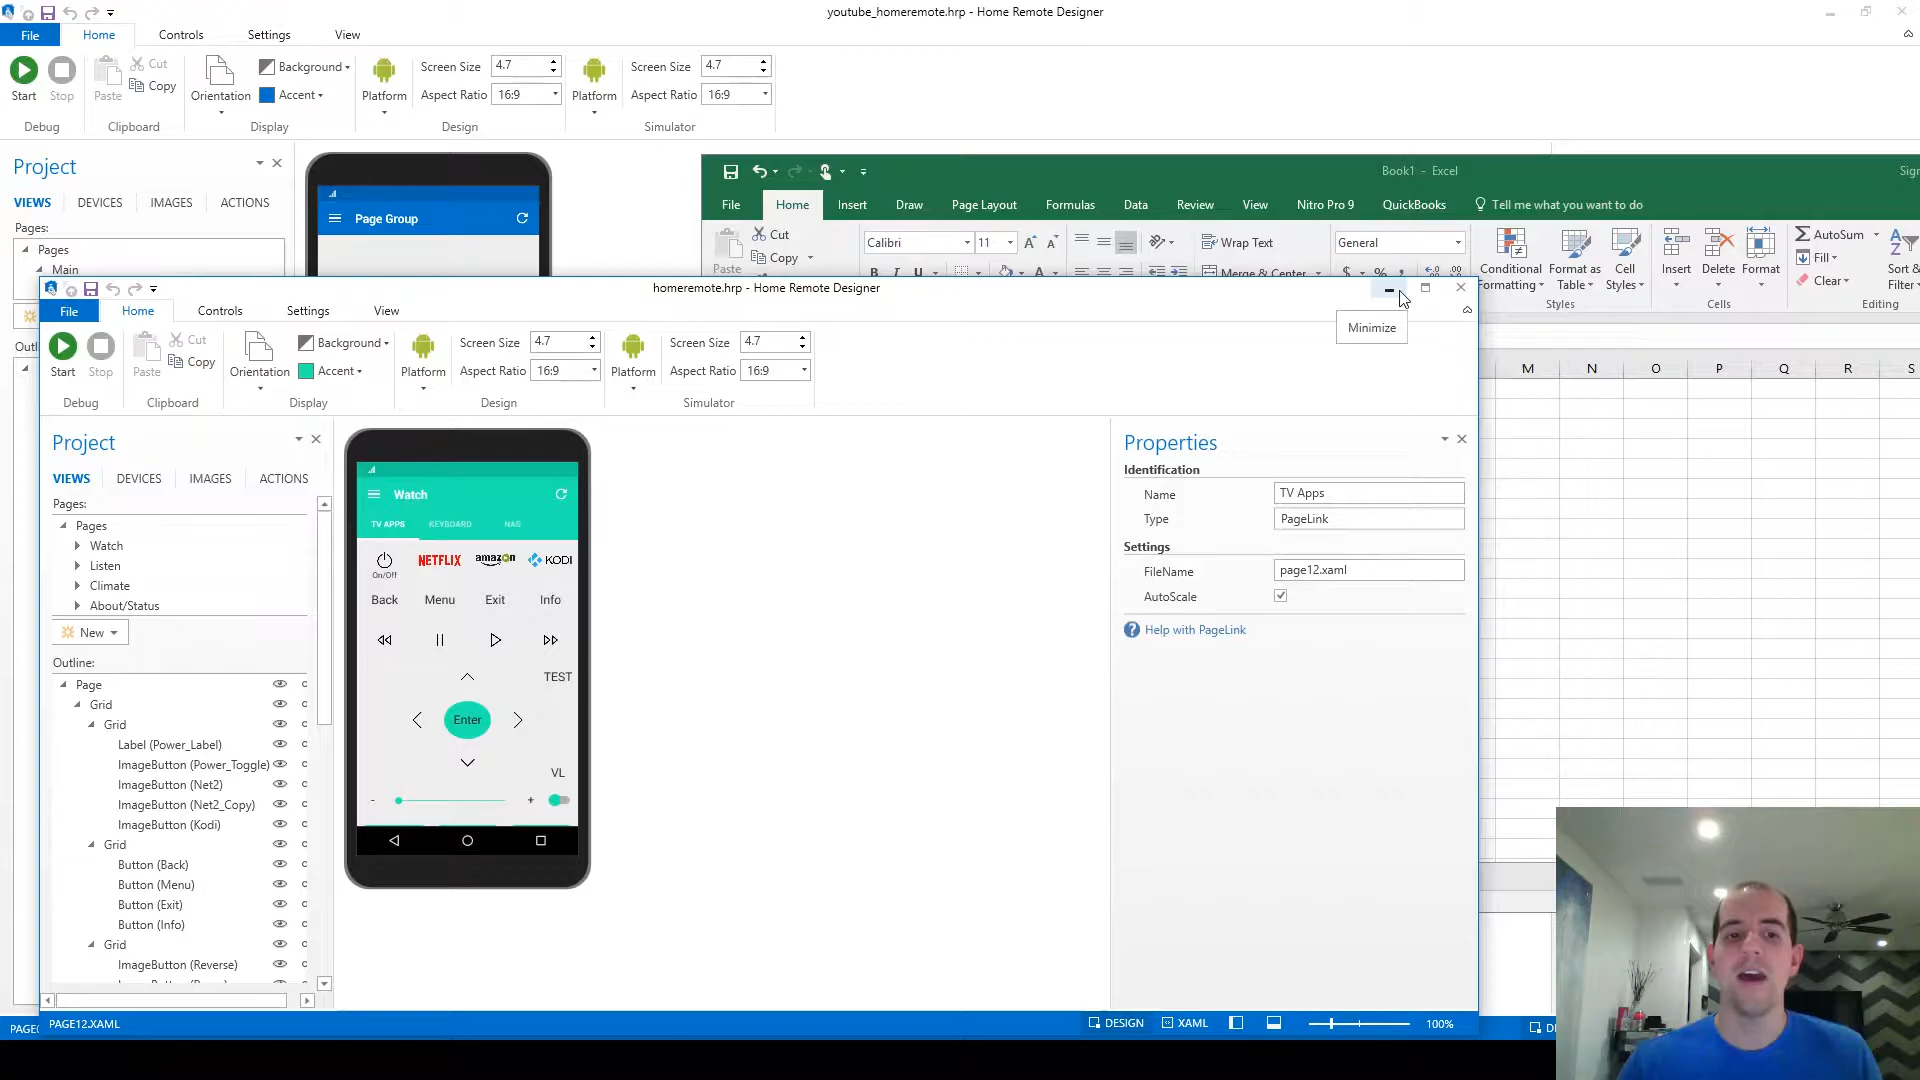 youtube_homeremote.hrp - Home Remote Designer
File Home Controls Settings View
Start Stop Paste Cut Copy Orientation Background Accent Platform Screen Size 4.7 Aspect Ratio 16:9 Platform Screen Size 4.7 Aspect Ratio 16:9
Debug Clipboard Display Design Simulator
Project
VIEWS DEVICES IMAGES ACTIONS
Pages:
Pages
Main
Page Group
Book1 - Excel
File Home Insert Draw Page Layout Formulas Data Review View Nitro Pro 9 QuickBooks Tell me what you want to do
Paste Cut Copy Calibri 11 A A Wrap Text General
B I U A Merge & Center $ %
Conditional Formatting Format as Table Cell Styles Insert Delete Format AutoSum Fill Clear Sort & Filter
Styles Cells Editing
M N O P Q R S
homeremote.hrp - Home Remote Designer
Minimize
File Home Controls Settings View
Start Stop Paste Cut Copy Orientation Background Accent Platform Screen Size 4.7 Aspect Ratio 16:9 Platform Screen Size 4.7 Aspect Ratio 16:9
Debug Clipboard Display Design Simulator
Project
VIEWS DEVICES IMAGES ACTIONS
Pages:
Pages
Watch
Listen
Climate
About/Status
New
Outline:
Page
Grid
Grid
Label (Power_Label)
ImageButton (Power_Toggle)
ImageButton (Net2)
ImageButton (Net2_Copy)
ImageButton (Kodi)
Grid
Button (Back)
Button (Menu)
Button (Exit)
Button (Info)
Grid
ImageButton (Reverse)
Watch
TV APPS KEYBOARD NAS
On/Off NETFLIX amazon KODI
Back Menu Exit Info
TEST
Enter
VL
- +
Properties
Identification
Name TV Apps
Type PageLink
Settings
FileName page12.xaml
AutoScale
Help with PageLink
PAGE12.XAML DESIGN XAML 100%